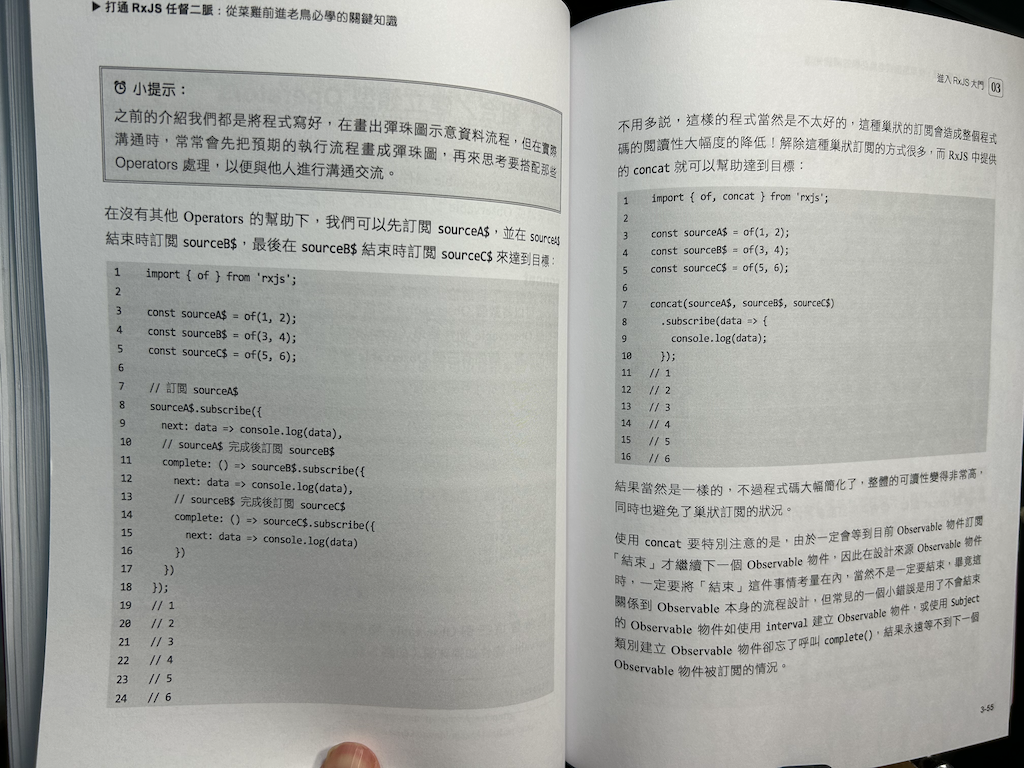 ▶ 打通 RxJS 任督二脈：從菜雞前進老鳥必學的關鍵知識
小提示：
之前的介紹我們都是將程式寫好，在畫出彈珠圖示意資料流程，但在實際
溝通時，常常會先把預期的執行流程畫成彈珠圖，再來思考要搭配那些
Operators 處理，以便與他人進行溝通交流。
在沒有其他 Operators 的幫助下，我們可以先訂閱 sourceA$，並在 sourceA$
結束時訂閱 sourceB$，最後在 sourceB$ 結束時訂閱 sourceC$ 來達到目標：
1 import { of } from 'rxjs';
2
3 const sourceA$ = of(1, 2);
4 const sourceB$ = of(3, 4);
5 const sourceC$ = of(5, 6);
6
7 // 訂閱 sourceA$
8 sourceA$.subscribe({
9 next: data => console.log(data),
10 // sourceA$ 完成後訂閱 sourceB$
11 complete: () => sourceB$.subscribe({
12 next: data => console.log(data),
13 // sourceB$ 完成後訂閱 sourceC$
14 complete: () => sourceC$.subscribe({
15 next: data => console.log(data)
16 })
17 })
18 });
19 // 1
20 // 2
21 // 3
22 // 4
23 // 5
24 // 6
進入 RxJS 大門 03
不用多說，這樣的程式當然是不太好的，這種巢狀的訂閱會造成整個程式
碼的閱讀性大幅度的降低！解除這種巢狀訂閱的方式很多，而 RxJS 中提供
的 concat 就可以幫助達到目標：
1 import { of, concat } from 'rxjs';
2
3 const sourceA$ = of(1, 2);
4 const sourceB$ = of(3, 4);
5 const sourceC$ = of(5, 6);
6
7 concat(sourceA$, sourceB$, sourceC$)
8 .subscribe(data => {
9 console.log(data);
10 });
11 // 1
12 // 2
13 // 3
14 // 4
15 // 5
16 // 6
結果當然是一樣的，不過程式碼大幅簡化了，整體的可讀性變得非常高，
同時也避免了巢狀訂閱的狀況。
使用 concat 要特別注意的是，由於一定會等到目前 Observable 物件訂閱
「結束」才繼續下一個 Observable 物件，因此在設計來源 Observable 物件
時，一定要將「結束」這件事情考量在內，當然不是一定要結束，畢竟這
關係到 Observable 本身的流程設計，但常見的一個小錯誤是用了不會結束
的 Observable 物件如使用 interval 建立 Observable 物件，或使用 Subject
類別建立 Observable 物件卻忘了呼叫 complete()，結果永遠等不到下一個
Observable 物件被訂閱的情況。
3-55